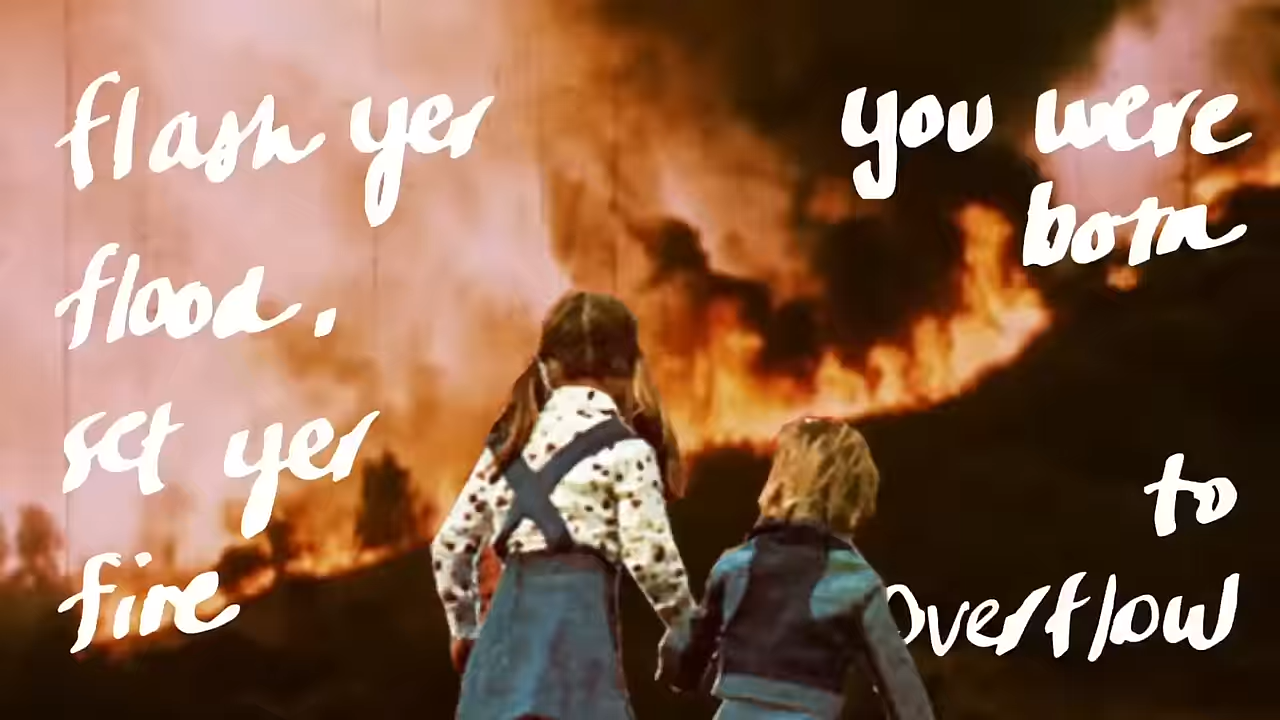 flash yer
flood.
set yer
fire
you were
born
to
overflow